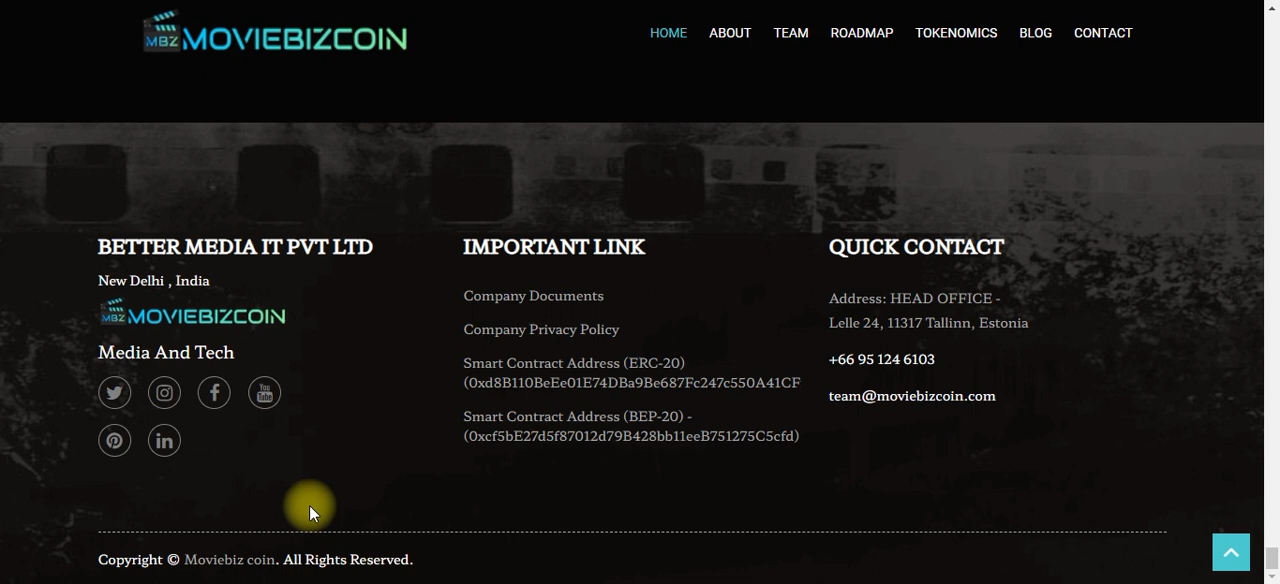 MBZ MOVIEBIZCOIN
HOME ABOUT TEAM ROADMAP TOKENOMICS BLOG CONTACT
BETTER MEDIA IT PVT LTD
New Delhi , India
MBZ MOVIEBIZCOIN
Media And Tech
You Tube
IMPORTANT LINK
Company Documents
Company Privacy Policy
Smart Contract Address (ERC-20)
(0xd8B110BeEe01E74DBa9Be687Fc247c550A41CF
Smart Contract Address (BEP-20) -
(0xcf5bE27d5f87012d79B428bb11eeB751275C5cfd)
QUICK CONTACT
Address: HEAD OFFICE -
Lelle 24, 11317 Tallinn, Estonia
+66 95 124 6103
team@moviebizcoin.com
Copyright © Moviebiz coin. All Rights Reserved.